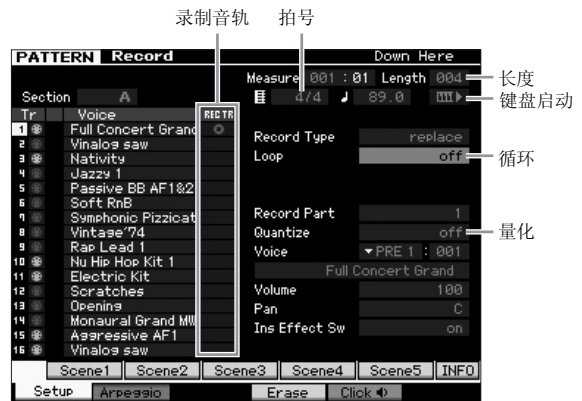 录制音轨 拍号
PATTERN Record Down Here
Measure 001 : 01 Length 004
长度
Section A
4/4 ♩ 89.0
键盘启动
Tr Voice REC TR
1 Full Concert Grand
2 Vinalog saw
3 Nativity
4 Jazzy 1
5 Passive BB AF1&2
6 Soft RnB
7 Symphonic Pizzicat
8 Vintage'74
9 Rap Lead 1
10 Nu Hip Hop Kit 1
11 Electric Kit
12 Scratches
13 Opening
14 Monaural Grand MW
15 Aggressive AF1
16 Vinalog saw
Record Type replace
Loop off
循环
Record Part 1
Quantize off
量化
Voice PRE 1 : 001
Full Concert Grand
Volume 100
Pan C
Ins Effect Sw on
Scene1 Scene2 Scene3 Scene4 Scene5 INFO
Setup Arpeggio Erase Click